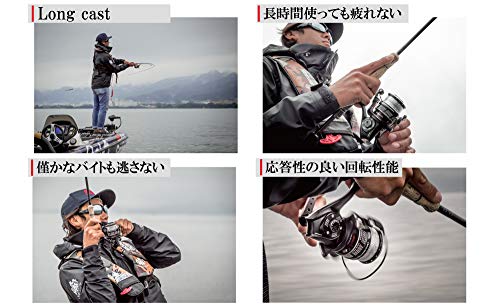 Long cast
長時間使っても疲れない
僅かなバイトも逃さない
応答性の良い回転性能